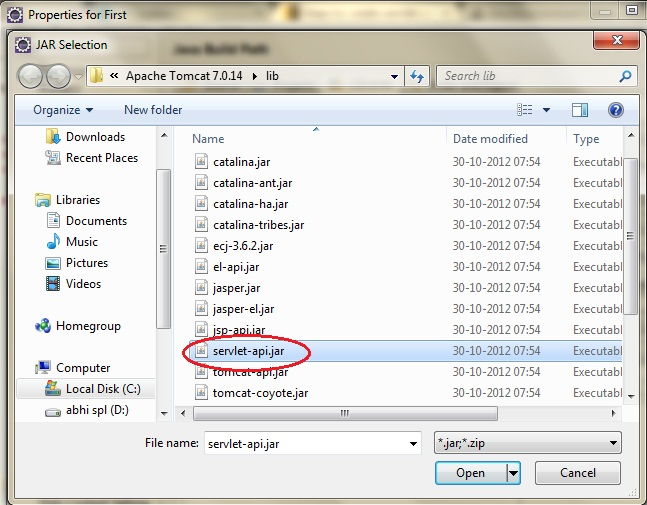 Properties for First
JAR Selection
« Apache Tomcat 7.0.14 lib
Search lib
Organize New folder
Downloads
Recent Places
Libraries
Documents
Music
Pictures
Videos
Homegroup
Computer
Local Disk (C:)
abhi spl (D:)
Name Date modified Type
catalina.jar 30-10-2012 07:54 Executabl
catalina-ant.jar 30-10-2012 07:54 Executabl
catalina-ha.jar 30-10-2012 07:54 Executabl
catalina-tribes.jar 30-10-2012 07:54 Executabl
ecj-3.6.2.jar 30-10-2012 07:54 Executabl
el-api.jar 30-10-2012 07:54 Executabl
jasper.jar 30-10-2012 07:54 Executabl
jasper-el.jar 30-10-2012 07:54 Executabl
jsp-api.jar 30-10-2012 07:54 Executabl
servlet-api.jar 30-10-2012 07:54 Executabl
tomcat-api.jar 30-10-2012 07:54 Executabl
tomcat-coyote.jar 30-10-2012 07:54 Executabl
File name: servlet-api.jar *.jar;*.zip
Open Cancel